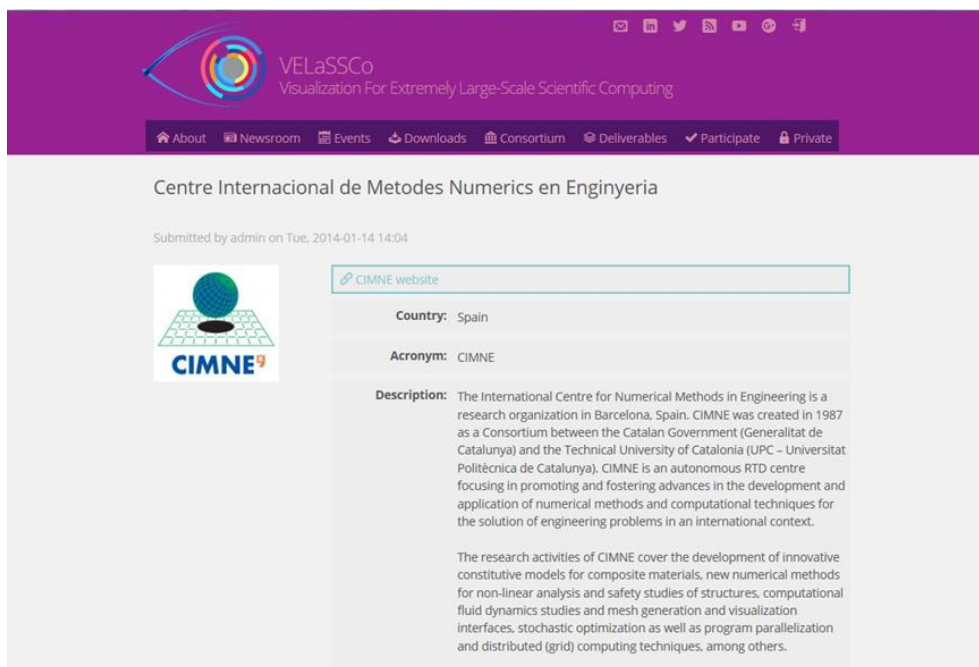 VELaSSCo
Visualization For Extremely Large-Scale Scientific Computing
About Newsroom Events Downloads Consortium Deliverables Participate Private
Centre Internacional de Metodes Numerics en Enginyeria
Submitted by admin on Tue, 2014-01-14 14:04
CIMNE9
CIMNE website
Country: Spain
Acronym: CIMNE
Description: The International Centre for Numerical Methods in Engineering is a
research organization in Barcelona, Spain. CIMNE was created in 1987
as a Consortium between the Catalan Government (Generalitat de
Catalunya) and the Technical University of Catalonia (UPC – Universitat
Politècnica de Catalunya). CIMNE is an autonomous RTD centre
focusing in promoting and fostering advances in the development and
application of numerical methods and computational techniques for
the solution of engineering problems in an international context.
The research activities of CIMNE cover the development of innovative
constitutive models for composite materials, new numerical methods
for non-linear analysis and safety studies of structures, computational
fluid dynamics studies and mesh generation and visualization
interfaces, stochastic optimization as well as program parallelization
and distributed (grid) computing techniques, among others.